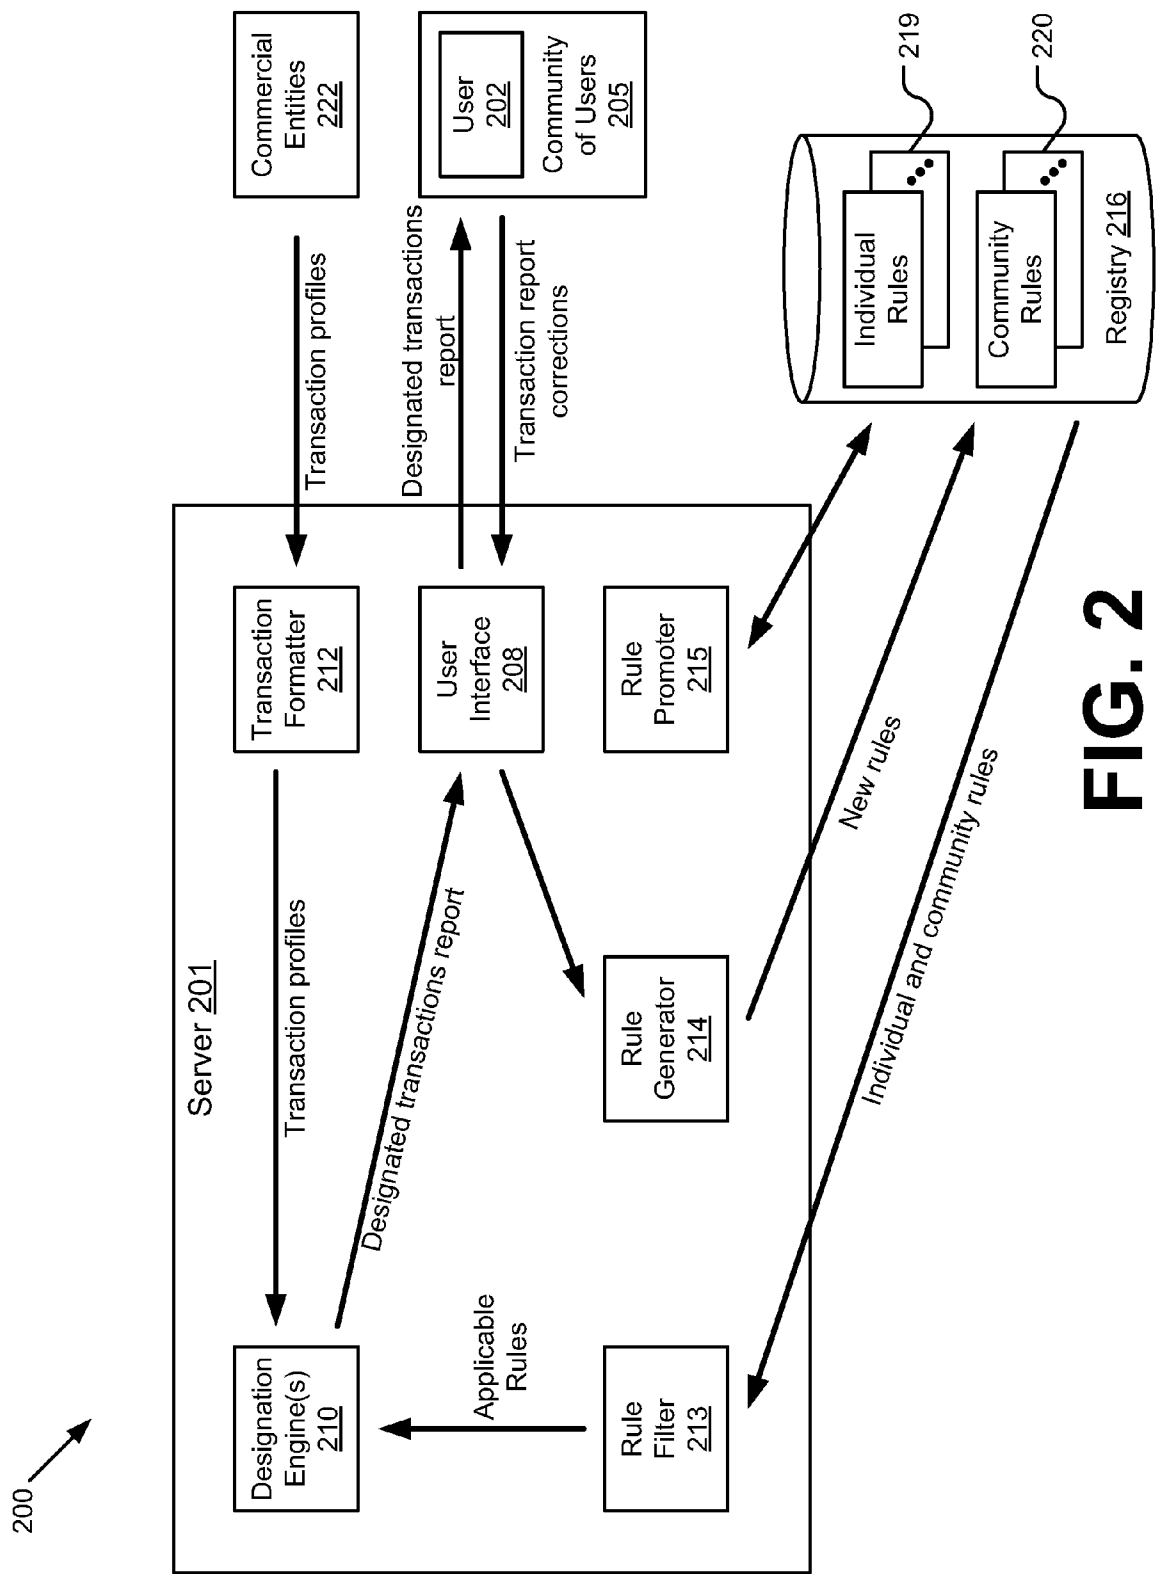 200
Server 201
Designation
Engine(s)
210
Transaction profiles
Transaction
Formatter
212
Transaction profiles
Commercial
Entities
222
Designated transactions report
User
Interface
208
Designated transactions
report
Transaction report
corrections
User
202
Community
of Users
205
Applicable
Rules
Rule
Filter
213
Rule
Generator
214
Rule
Promoter
215
New rules
Individual and community rules
Individual
Rules
219
Community
Rules
220
Registry 216
FIG. 2